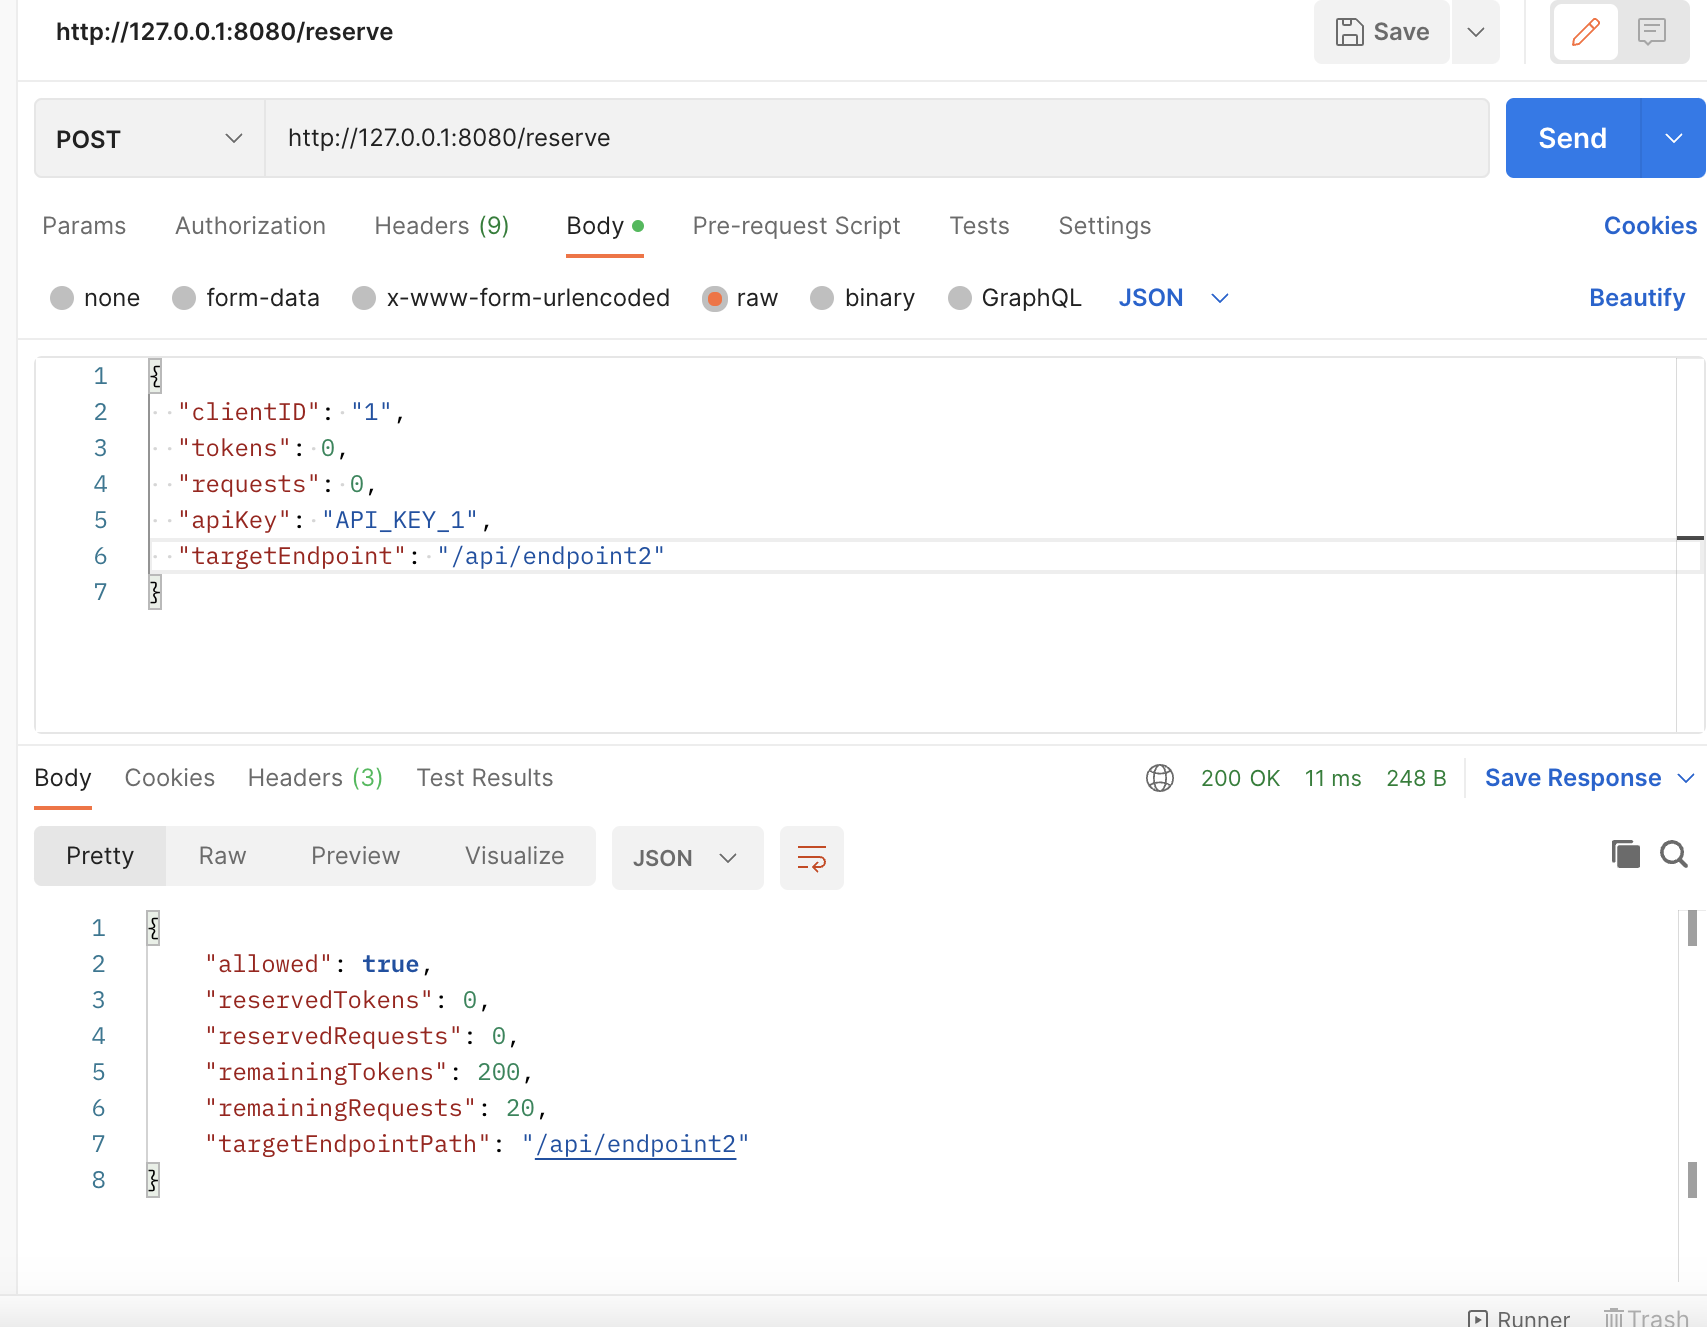 http://127.0.0.1:8080/reserve
Save
POST
http://127.0.0.1:8080/reserve
Send
Params Authorization Headers (9) Body Pre-request Script Tests Settings Cookies
none form-data x-www-form-urlencoded raw binary GraphQL JSON Beautify
1 {
2 "clientID": "1",
3 "tokens": 0,
4 "requests": 0,
5 "apiKey": "API_KEY_1",
6 "targetEndpoint": "/api/endpoint2"
7 }
Body Cookies Headers (3) Test Results 200 OK 11 ms 248 B Save Response
Pretty Raw Preview Visualize JSON
1 {
2 "allowed": true,
3 "reservedTokens": 0,
4 "reservedRequests": 0,
5 "remainingTokens": 200,
6 "remainingRequests": 20,
7 "targetEndpointPath": "/api/endpoint2"
8 }
Runner Trash